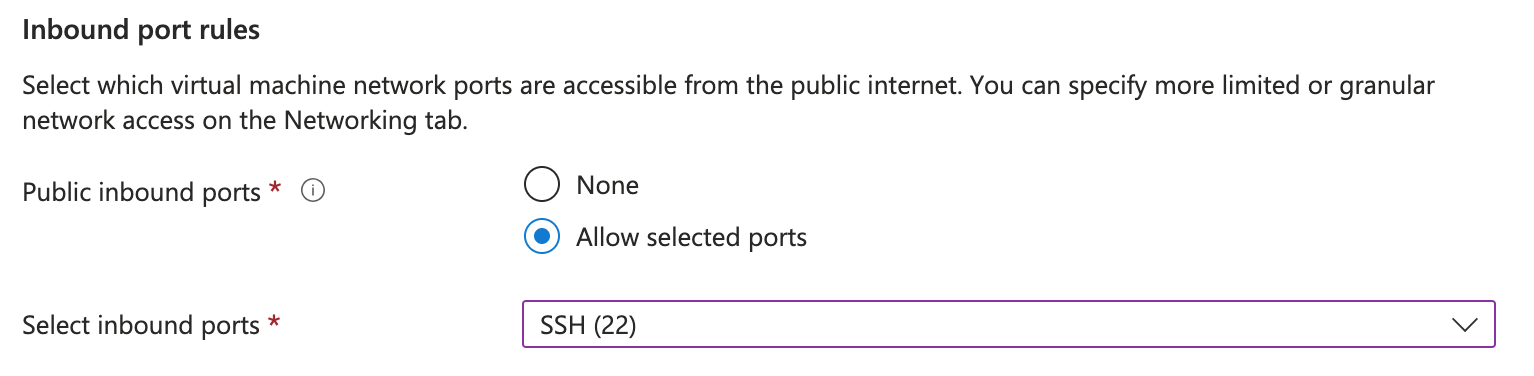 Inbound port rules
Select which virtual machine network ports are accessible from the public internet. You can specify more limited or granular
network access on the Networking tab.
Public inbound ports *
None
Allow selected ports
Select inbound ports *
SSH (22)